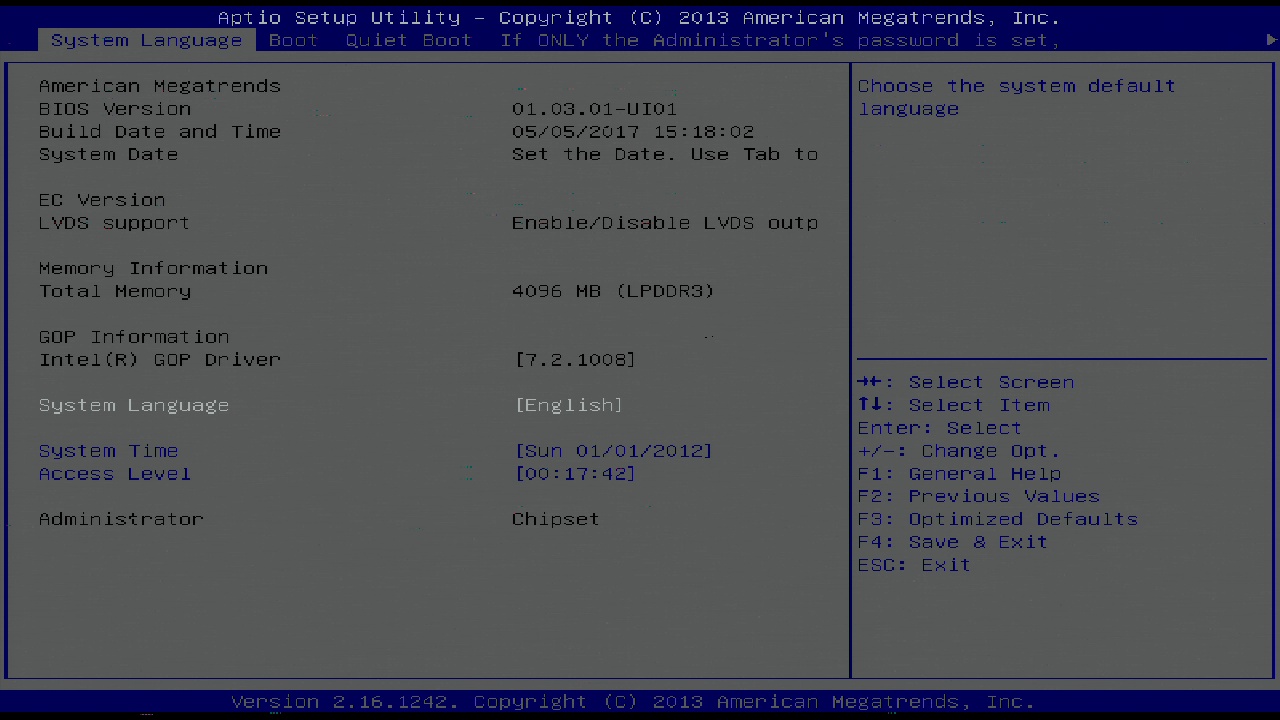 Aptio Setup Utility - Copyright (C) 2013 American Megatrends, Inc.
System Language Boot Quiet Boot If ONLY the Administrator's password is set,
American Megatrends
BIOS Version 01.03.01-UI01
Build Date and Time 05/05/2017 15:18:02
System Date Set the Date. Use Tab to
EC Version
LVDS support Enable/Disable LVDS outp
Memory Information
Total Memory 4096 MB (LPDDR3)
GOP Information
Intel(R) GOP Driver [7.2.1008]
System Language [English]
System Time [Sun 01/01/2012]
Access Level [00:17:42]
Administrator Chipset
Choose the system default
language
→←: Select Screen
↑↓: Select Item
Enter: Select
+/-: Change Opt.
F1: General Help
F2: Previous Values
F3: Optimized Defaults
F4: Save & Exit
ESC: Exit
Version 2.16.1242. Copyright (C) 2013 American Megatrends, Inc.